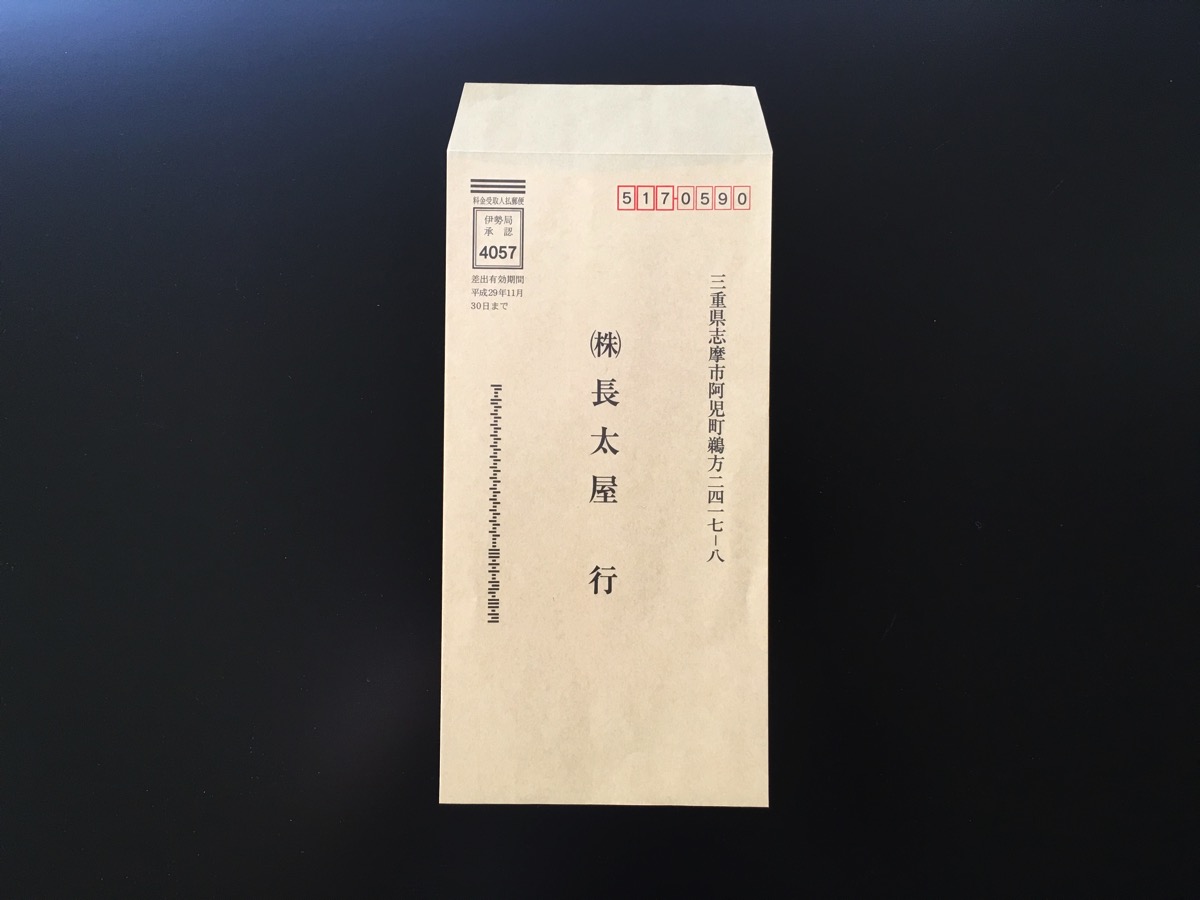 料金受取人払郵便
伊勢局
承認
4057
差出有効期間
平成29年11月
30日まで
517-0590
三重県志摩市阿児町鵜方二四一七-八
㈱長太屋 行